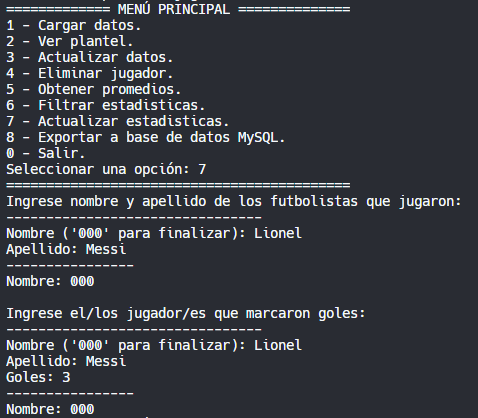 ============= MENÚ PRINCIPAL ==============
1 - Cargar datos.
2 - Ver plantel.
3 - Actualizar datos.
4 - Eliminar jugador.
5 - Obtener promedios.
6 - Filtrar estadisticas.
7 - Actualizar estadisticas.
8 - Exportar a base de datos MySQL.
0 - Salir.
Seleccionar una opción: 7
===========================================
Ingrese nombre y apellido de los futbolistas que jugaron:
--------------------------------
Nombre ('000' para finalizar): Lionel
Apellido: Messi
----------------
Nombre: 000

Ingrese el/los jugador/es que marcaron goles:
--------------------------------
Nombre ('000' para finalizar): Lionel
Apellido: Messi
Goles: 3
----------------
Nombre: 000